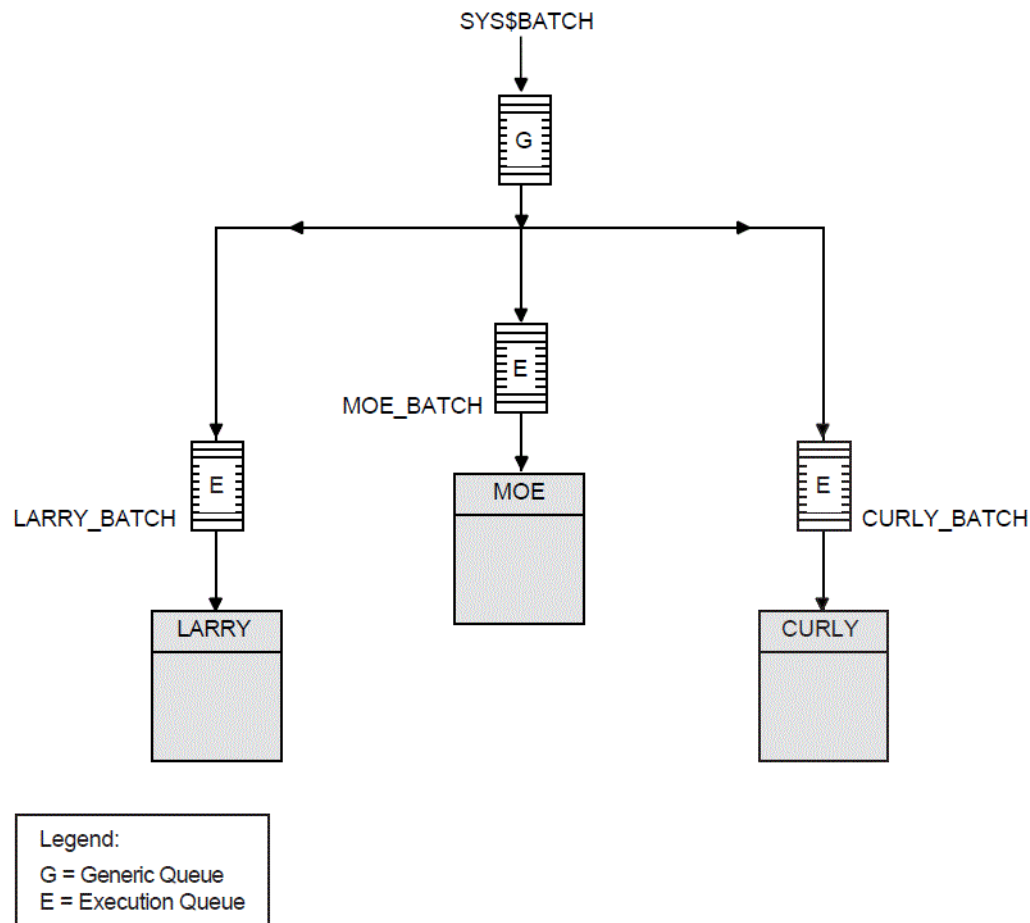 SYS$BATCH
G
E
MOE_BATCH
MOE
E
LARRY_BATCH
E
CURLY_BATCH
LARRY
CURLY
Legend:
G = Generic Queue
E = Execution Queue